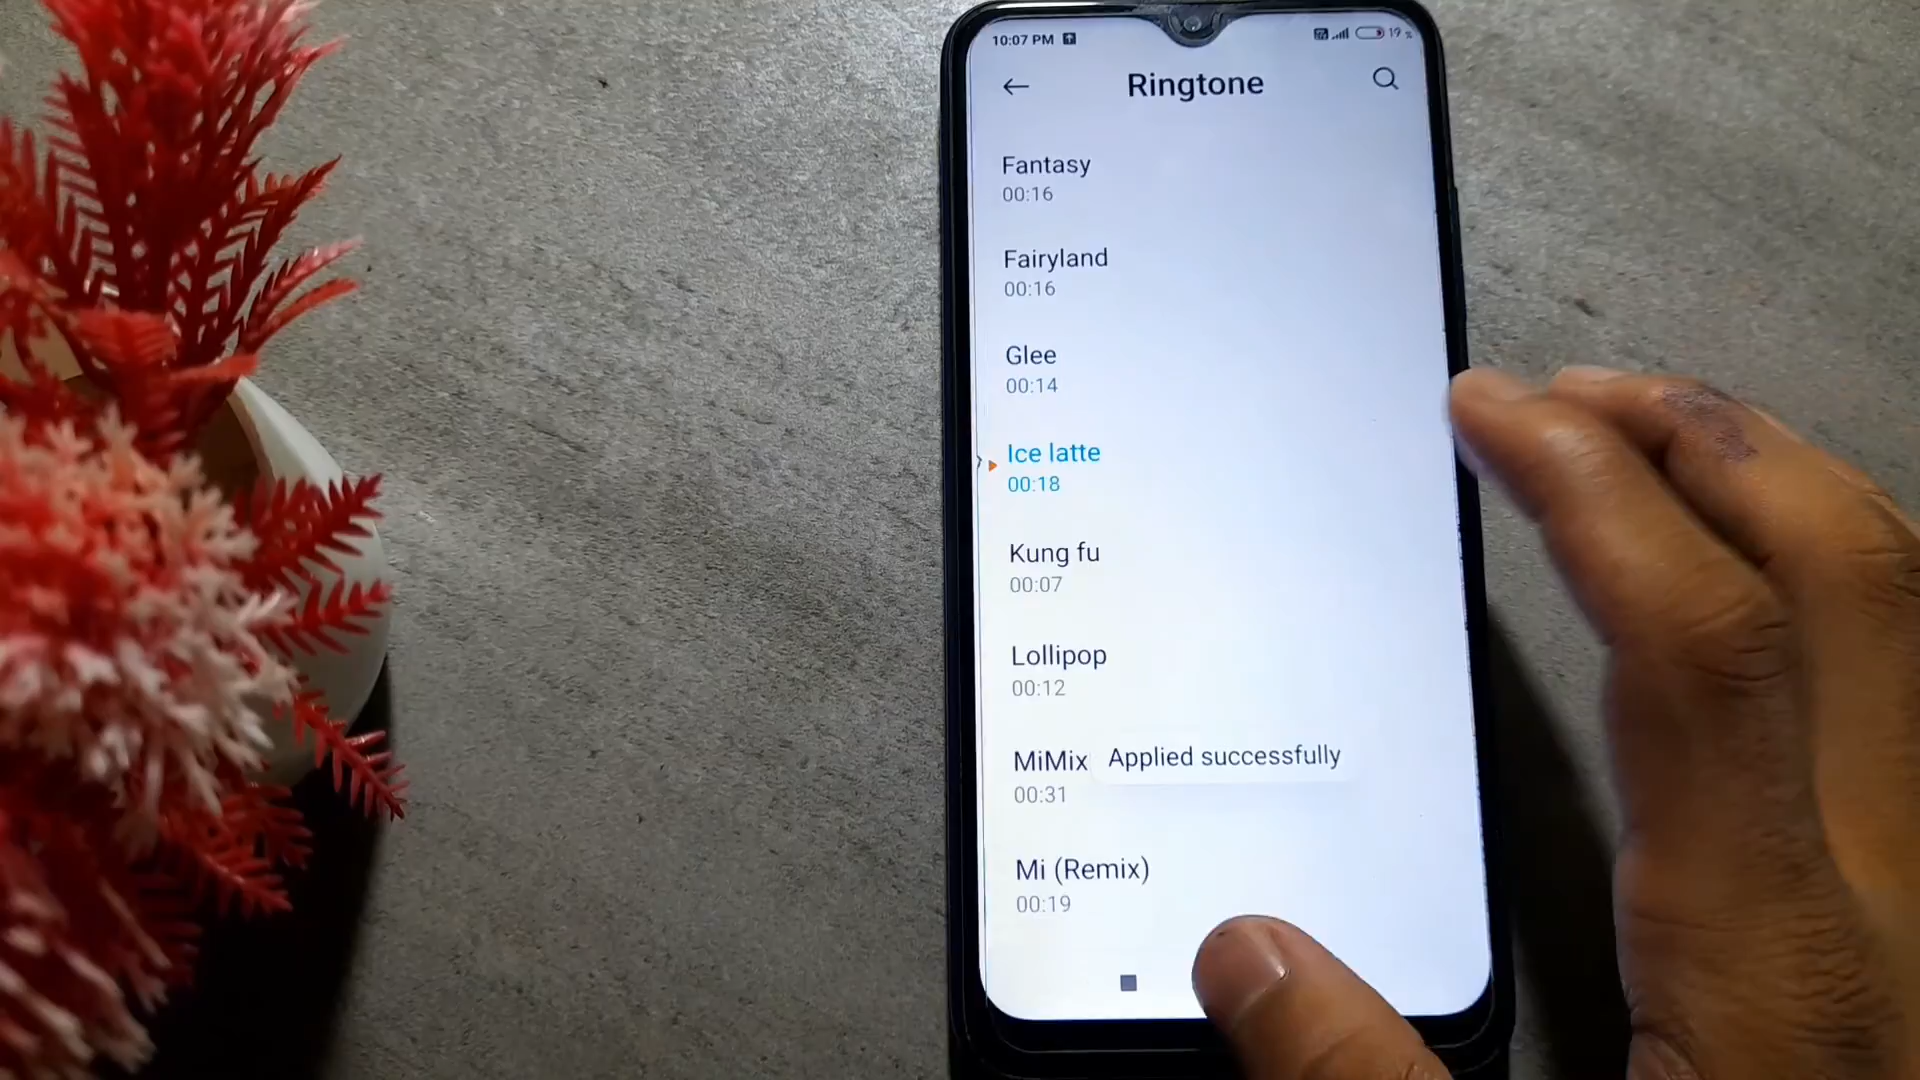 10:07 PM
19 %
Ringtone
Fantasy
00:16
Fairyland
00:16
Glee
00:14
Ice latte
00:18
Kung fu
00:07
Lollipop
00:12
MiMix
Applied successfully
00:31
Mi (Remix)
00:19